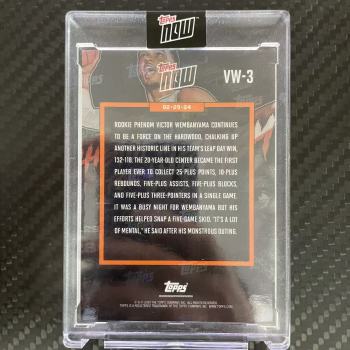 Topps
NOW
Topps
NOW
VW-3
02-29-24
ROOKIE PHENOM VICTOR WEMBANYAMA CONTINUES
TO BE A FORCE ON THE HARDWOOD, CHALKING UP
ANOTHER HISTORIC LINE IN HIS TEAM'S LEAP DAY WIN,
132-118. THE 20-YEAR-OLD CENTER BECAME THE FIRST
PLAYER EVER TO COLLECT 25-PLUS POINTS, 10-PLUS
REBOUNDS, FIVE-PLUS ASSISTS, FIVE-PLUS BLOCKS,
AND FIVE-PLUS THREE-POINTERS IN A SINGLE GAME.
IT WAS A BUSY NIGHT FOR WEMBANYAMA BUT HIS
EFFORTS HELPED SNAP A FIVE-GAME SKID. "IT'S A LOT
OF MENTAL," HE SAID AFTER HIS MONSTROUS OUTING.
Topps